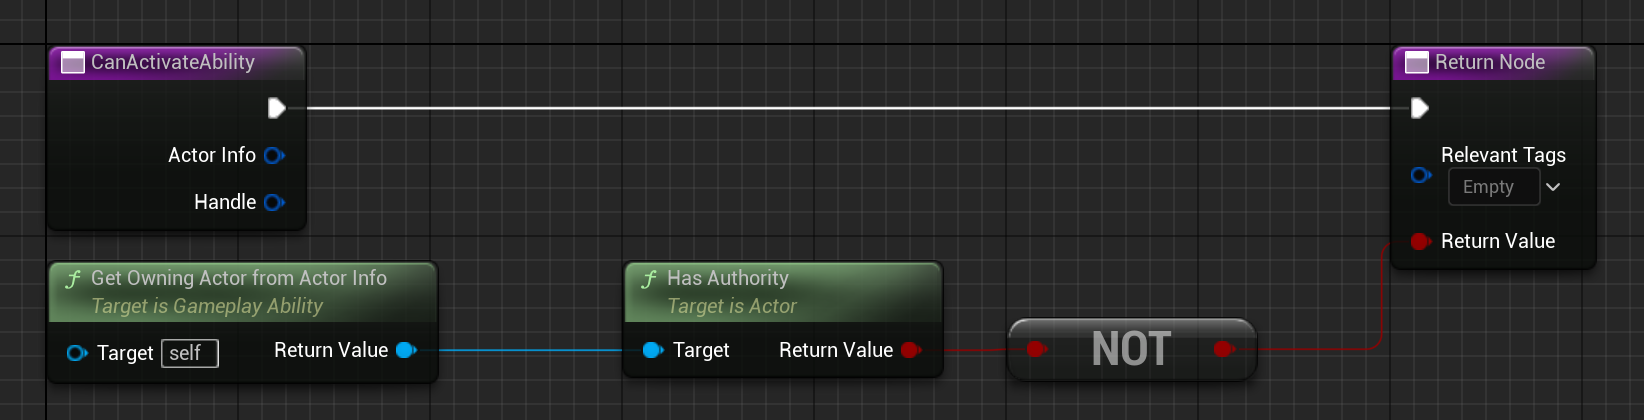 CanActivateAbility
Actor Info
Handle
Return Node
Relevant Tags
Empty
Return Value
f Get Owning Actor from Actor Info
Target is Gameplay Ability
Target self Return Value
f Has Authority
Target is Actor
Target Return Value
NOT